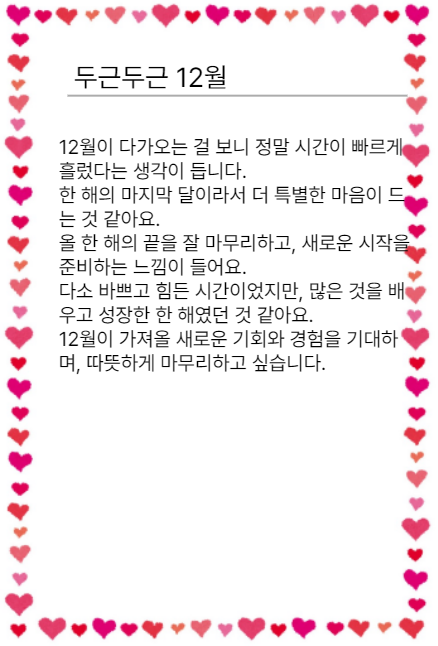 두근두근 12월
12월이 다가오는 걸 보니 정말 시간이 빠르게
흘렀다는 생각이 듭니다.
한 해의 마지막 달이라서 더 특별한 마음이 드
는 것 같아요.
올 한 해의 끝을 잘 마무리하고, 새로운 시작을
준비하는 느낌이 들어요.
다소 바쁘고 힘든 시간이었지만, 많은 것을 배
우고 성장한 한 해였던 것 같아요.
12월이 가져올 새로운 기회와 경험을 기대하
며, 따뜻하게 마무리하고 싶습니다.